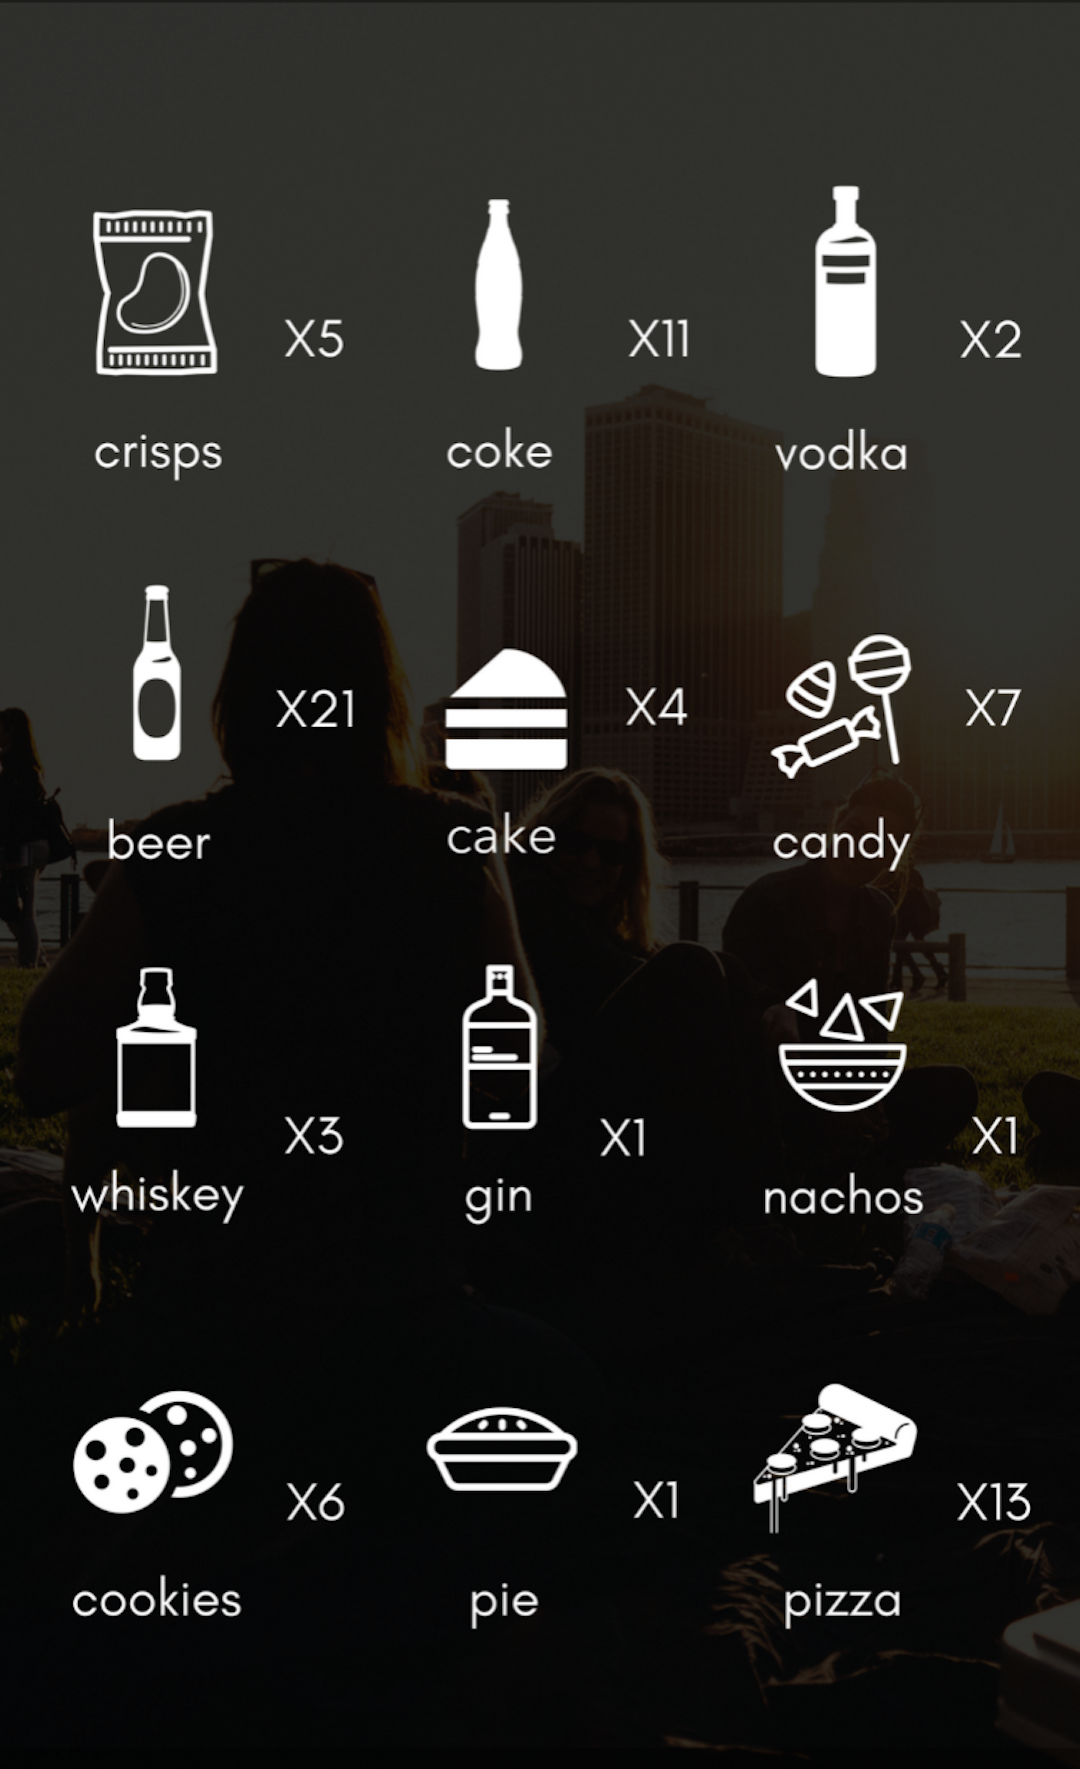 X5
X11
X2
crisps
coke
vodka
X21
X4
X7
beer
cake
candy
X3
X1
X1
whiskey
gin
nachos
X6
X1
X13
cookies
pie
pizza